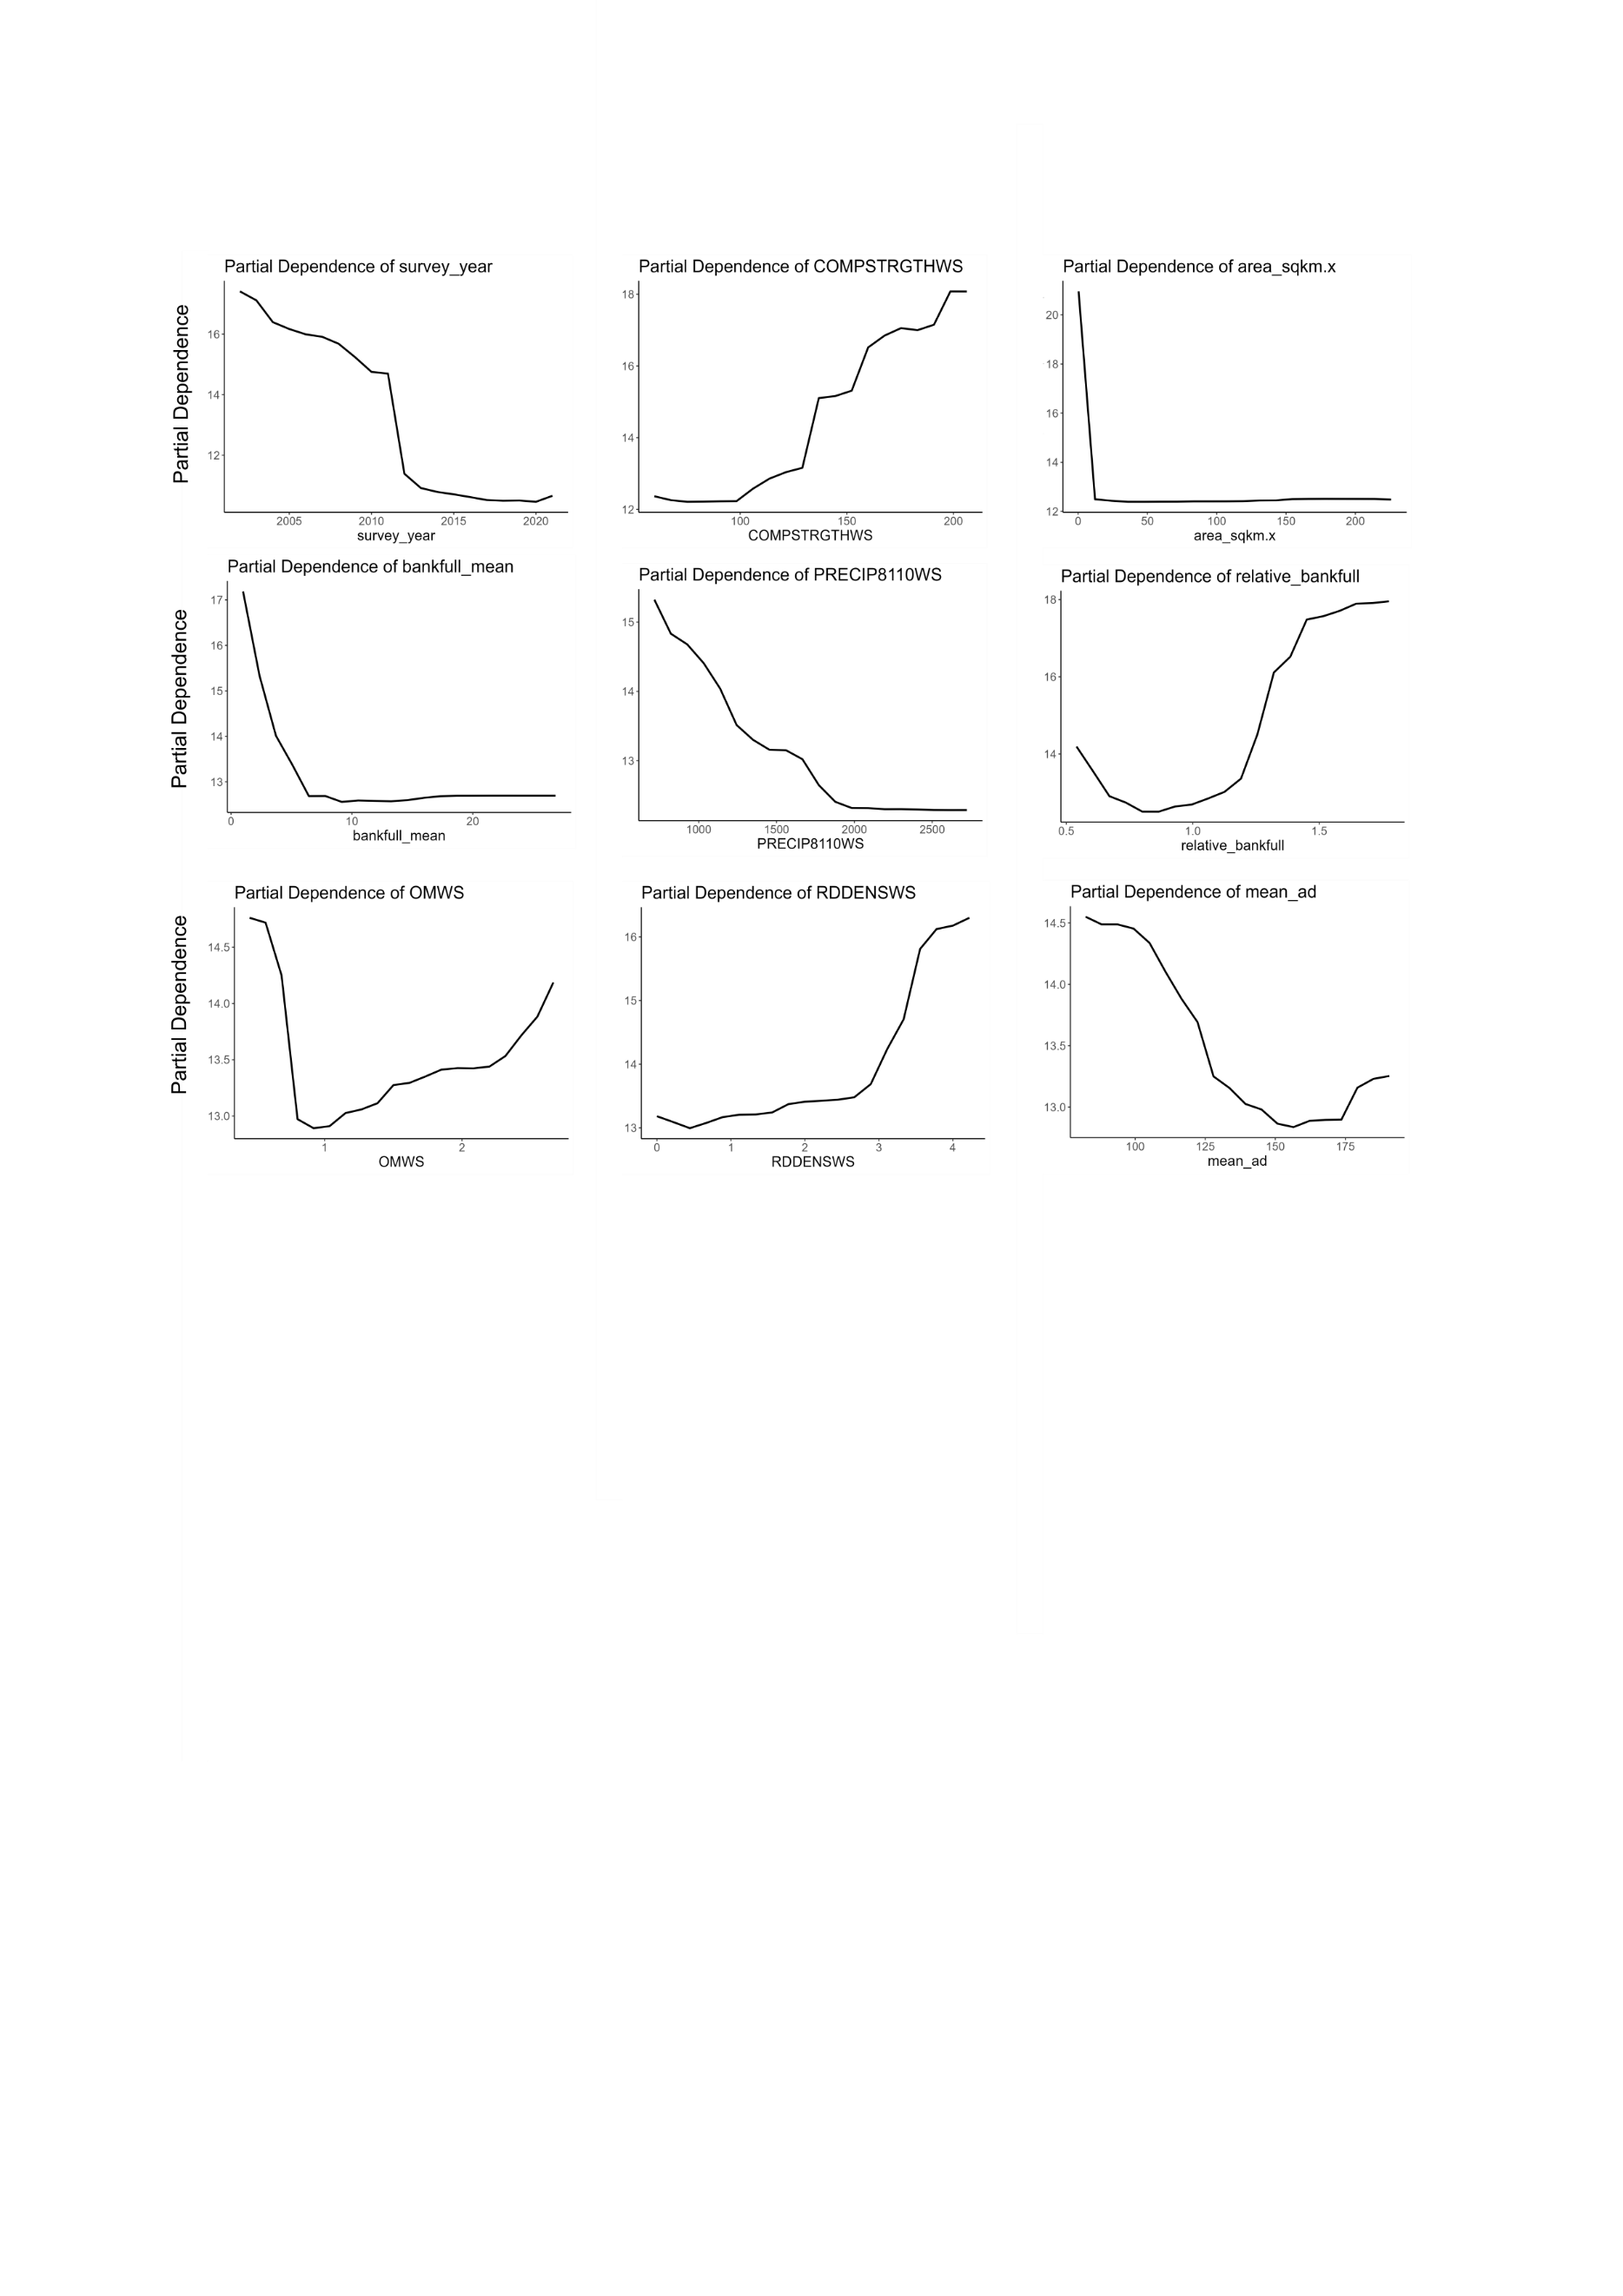 Partial Dependence of survey_year
Partial Dependence
16
14
12
2005 2010 2015 2020
survey_year
Partial Dependence of COMPSTRGTHWS
18
16
14
12
100 150 200
COMPSTRGTHWS
Partial Dependence of area_sqkm.x
20
18
16
14
12
0 50 100 150 200
area_sqkm.x
Partial Dependence of bankfull_mean
Partial Dependence
17
16
15
14
13
0 10 20
bankfull_mean
Partial Dependence of PRECIP8110WS
15
14
13
1000 1500 2000 2500
PRECIP8110WS
Partial Dependence of relative_bankfull
18
16
14
0.5 1.0 1.5
relative_bankfull
Partial Dependence of OMWS
Partial Dependence
14.5
14.0
13.5
13.0
1 2
OMWS
Partial Dependence of RDDENSWS
16
15
14
13
0 1 2 3 4
RDDENSWS
Partial Dependence of mean_ad
14.5
14.0
13.5
13.0
100 125 150 175
mean_ad